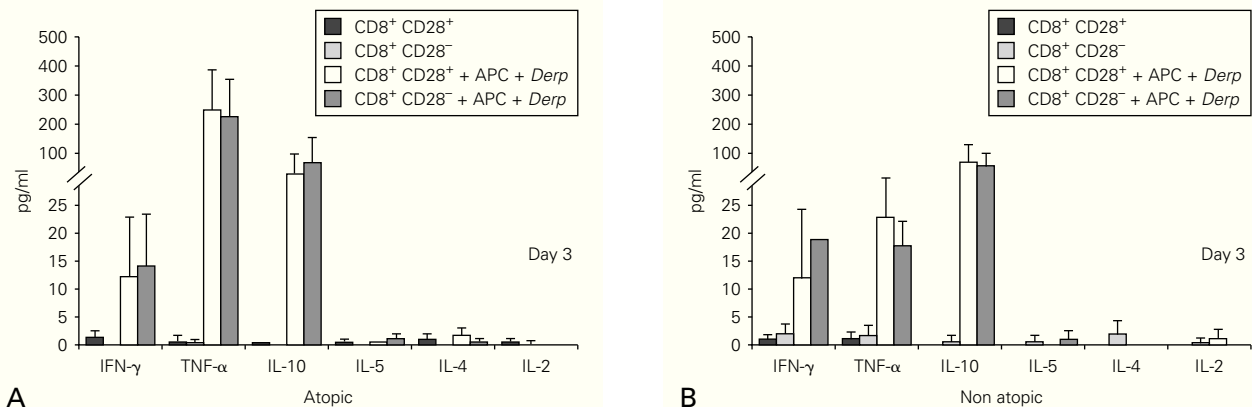 CD8⁺ CD28⁺
CD8⁺ CD28⁻
CD8⁺ CD28⁺ + APC + Derp
CD8⁺ CD28⁻ + APC + Derp
500
400
300
200
100
25
20
15
10
5
0
pg/ml
Day 3
IFN-γ TNF-α IL-10 IL-5 IL-4 IL-2
A Atopic
CD8⁺ CD28⁺
CD8⁺ CD28⁻
CD8⁺ CD28⁺ + APC + Derp
CD8⁺ CD28⁻ + APC + Derp
500
400
300
200
100
25
20
15
10
5
0
pg/ml
Day 3
IFN-γ TNF-α IL-10 IL-5 IL-4 IL-2
B Non atopic